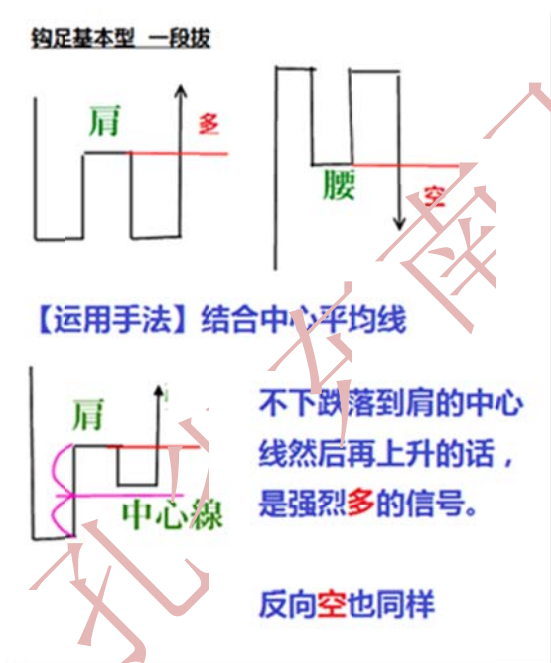 钩足基本型 一段拔
肩
多
腰
空
【运用手法】结合中心平均线
肩
中心線
不下跌落到肩的中心
线然后再上升的话，
是强烈多的信号。
反向空也同样